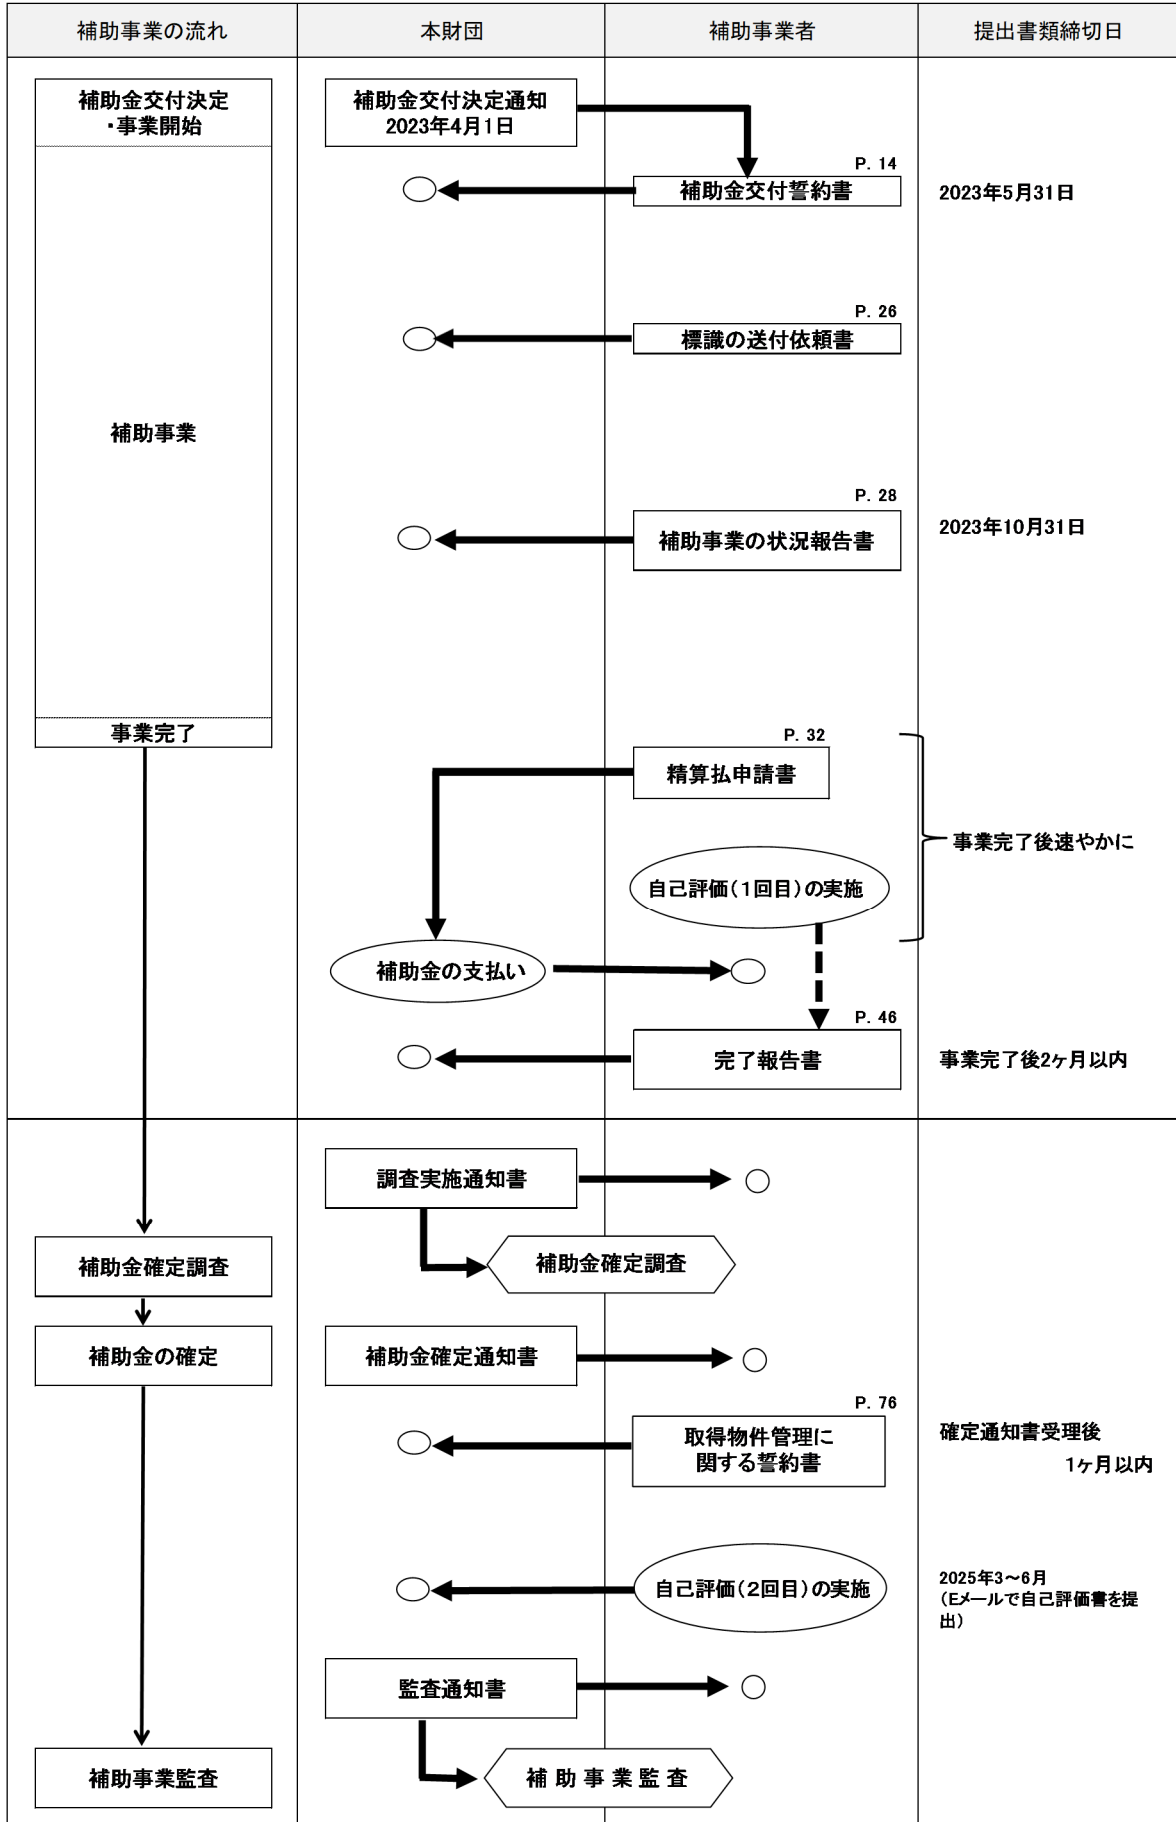 補助事業の流れ
本財団
補助事業者
提出書類締切日
補助金交付決定
・事業開始
補助金交付決定通知
2023年4月1日
P. 14
補助金交付誓約書
2023年5月31日
P. 26
標識の送付依頼書
補助事業
P. 28
補助事業の状況報告書
2023年10月31日
事業完了
P. 32
精算払申請書
事業完了後速やかに
自己評価(1回目)の実施
補助金の支払い
P. 46
完了報告書
事業完了後2ヶ月以内
調査実施通知書
補助金確定調査
補助金確定調査
補助金の確定
補助金確定通知書
P. 76
取得物件管理に
関する誓約書
確定通知書受理後
1ヶ月以内
自己評価(2回目)の実施
2025年3~6月
(Eメールで自己評価書を提
出)
監査通知書
補助事業監査
補 助 事 業 監 査